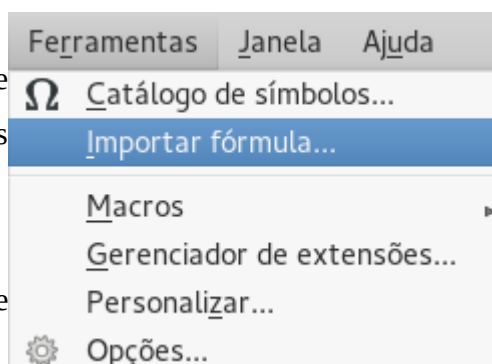 Ferramentas Janela Ajuda
e
Ω Catálogo de símbolos...
s
Importar fórmula...
Macros
Gerenciador de extensões...
e
Personalizar...
Opções...